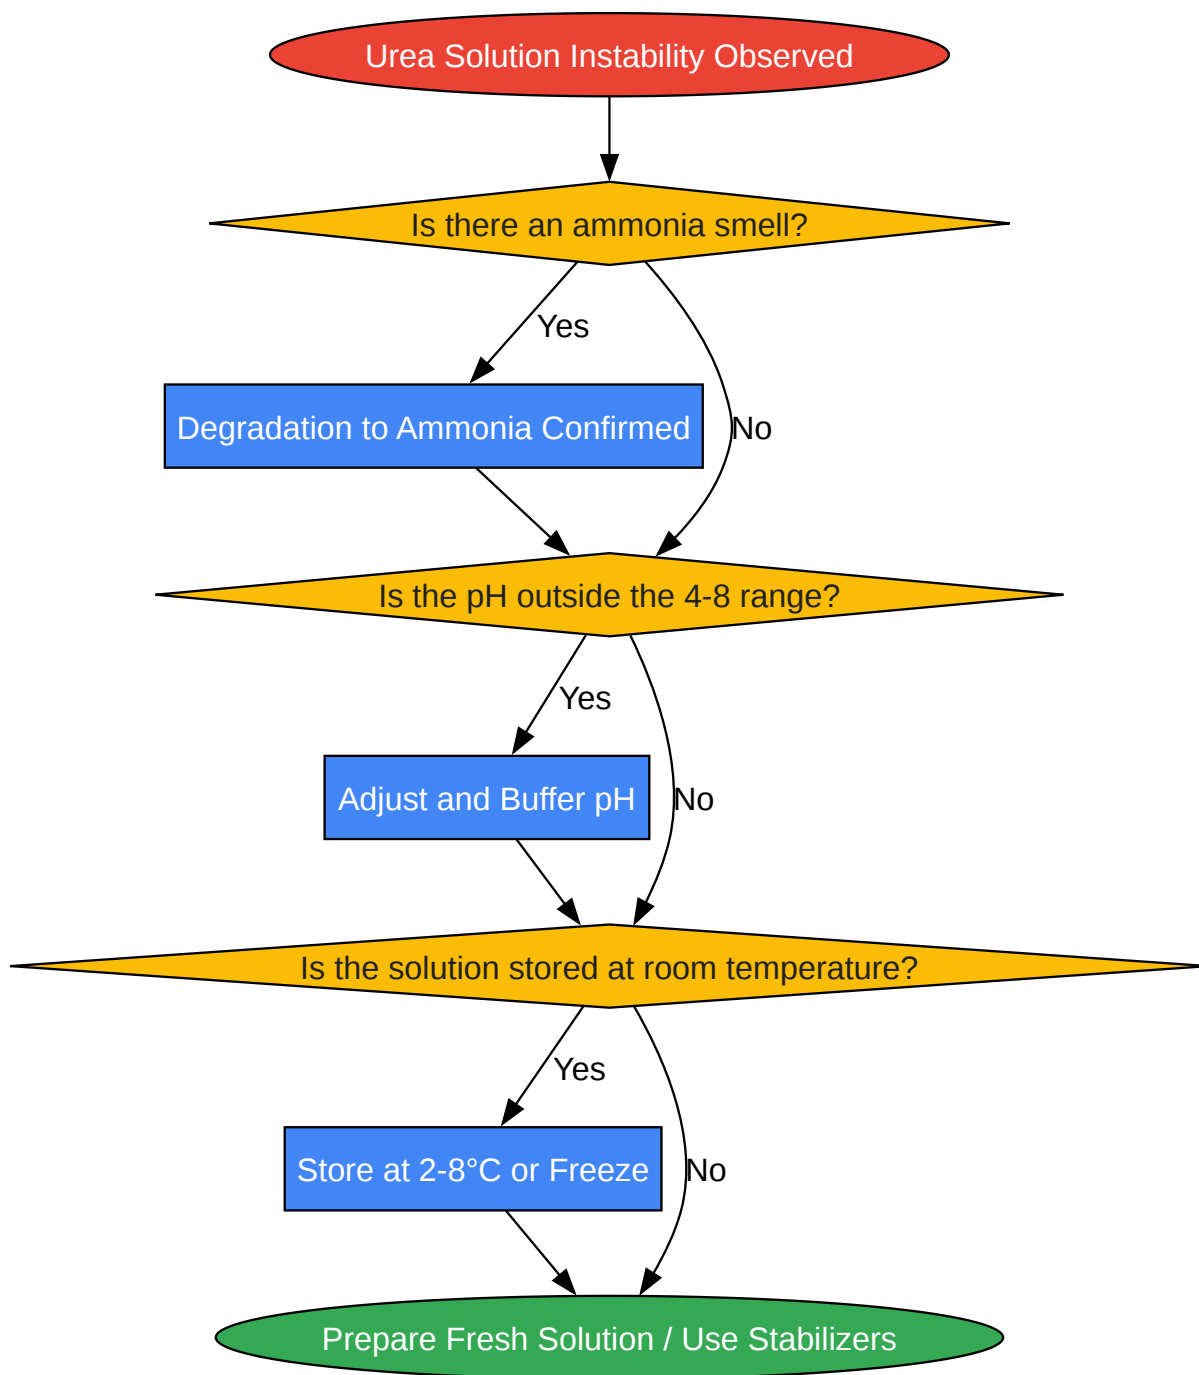 Urea Solution Instability Observed
Is there an ammonia smell?
Yes
Degradation to Ammonia Confirmed
No
Is the pH outside the 4-8 range?
Yes
Adjust and Buffer pH
No
Is the solution stored at room temperature?
Yes
Store at 2-8°C or Freeze
No
Prepare Fresh Solution / Use Stabilizers